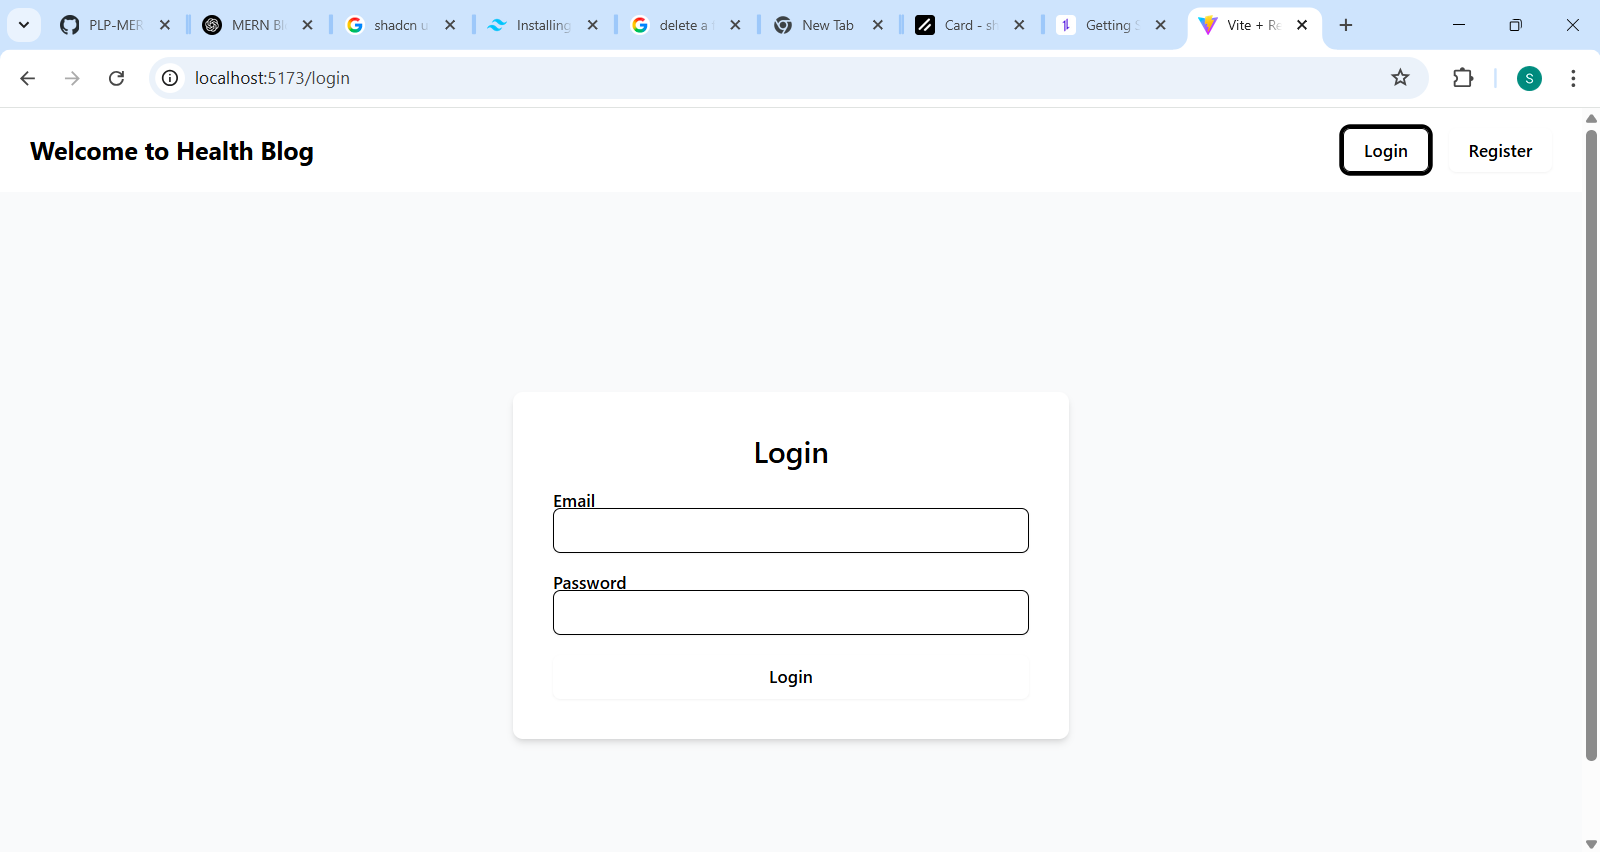 PLP-MER
MERN Bl
shadcn u
Installing
delete a f
New Tab
Card - sh
Getting S
Vite + Re
localhost:5173/login
S
Welcome to Health Blog
Login
Register
Login
Email
Password
Login